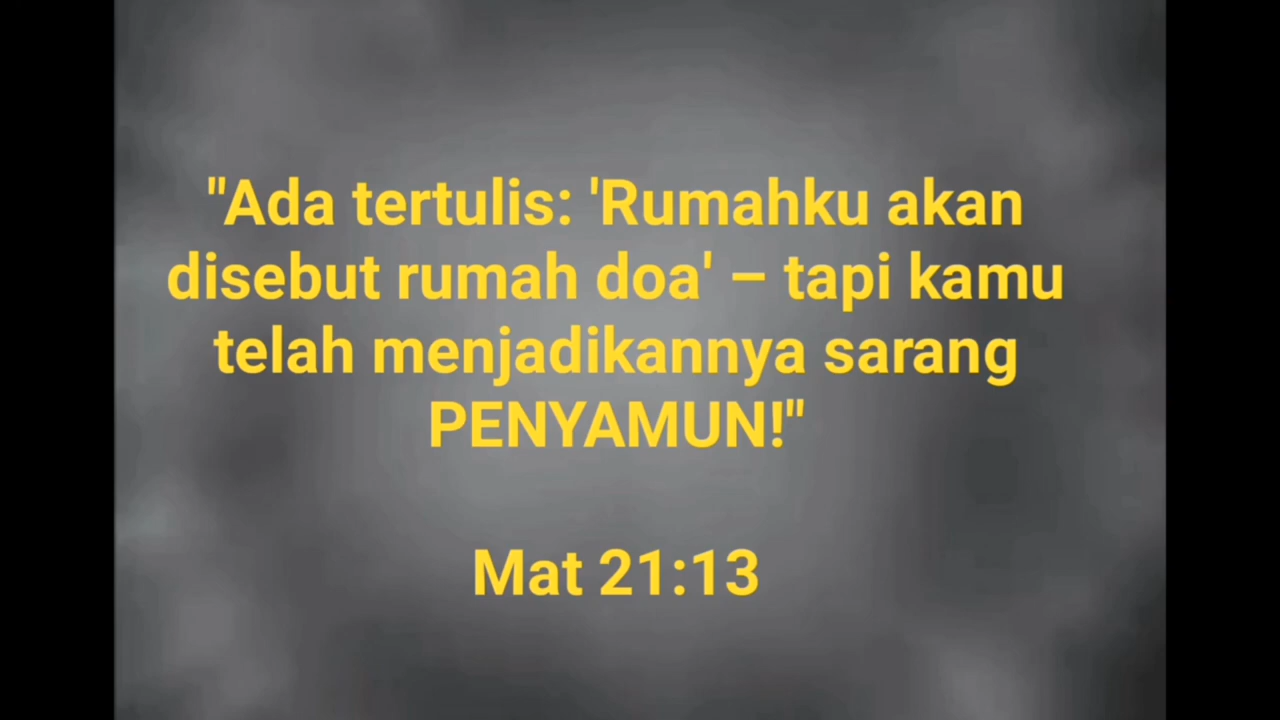 "Ada tertulis: 'Rumahku akan
disebut rumah doa' – tapi kamu
telah menjadikannya sarang
PENYAMUN!"
Mat 21:13